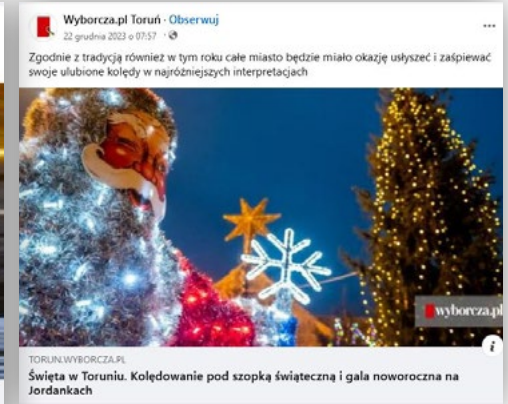 Wyborcza.pl Toruń · Obserwuj
22 grudnia 2023 o 07:57 ·
Zgodnie z tradycją również w tym roku całe miasto będzie miało okazję usłyszeć i zaśpiewać
swoje ulubione kolędy w najróżniejszych interpretacjach
wyborcza.pl
TORUN.WYBORCZA.PL
Święta w Toruniu. Kolędowanie pod szopką świąteczną i gala noworoczna na
Jordankach